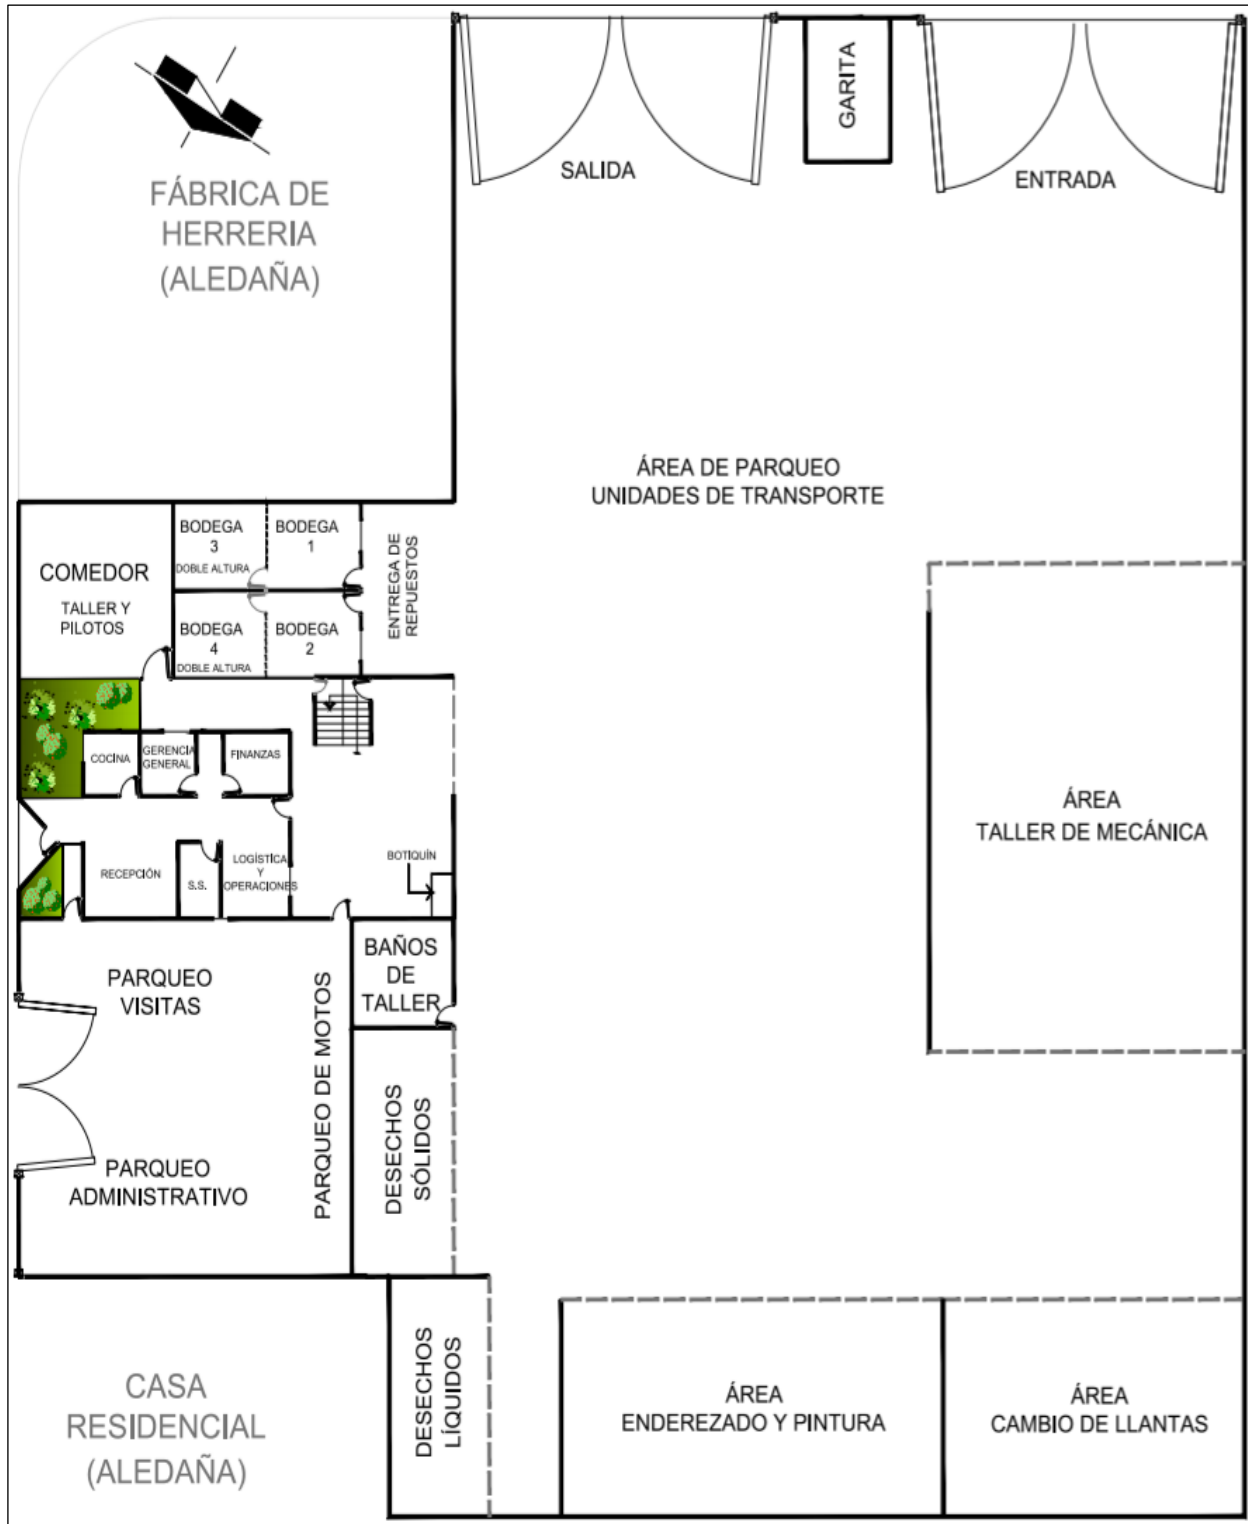 GARITA
SALIDA
ENTRADA
FÁBRICA DE
HERRERIA
(ALEDAÑA)
ÁREA DE PARQUEO
UNIDADES DE TRANSPORTE
COMEDOR
TALLER Y
PILOTOS
BODEGA
3
DOBLE ALTURA
BODEGA
1
BODEGA
4
DOBLE ALTURA
BODEGA
2
ENTREGA DE
REPUESTOS
COCINA
GERENCIA
GENERAL
FINANZAS
RECEPCIÓN
S.S.
LOGÍSTICA
Y
OPERACIONES
BOTIQUÍN
ÁREA
TALLER DE MECÁNICA
PARQUEO
VISITAS
PARQUEO DE MOTOS
BAÑOS
DE
TALLER
PARQUEO
ADMINISTRATIVO
DESECHOS
SÓLIDOS
DESECHOS
LÍQUIDOS
CASA
RESIDENCIAL
(ALEDAÑA)
ÁREA
ENDEREZADO Y PINTURA
ÁREA
CAMBIO DE LLANTAS